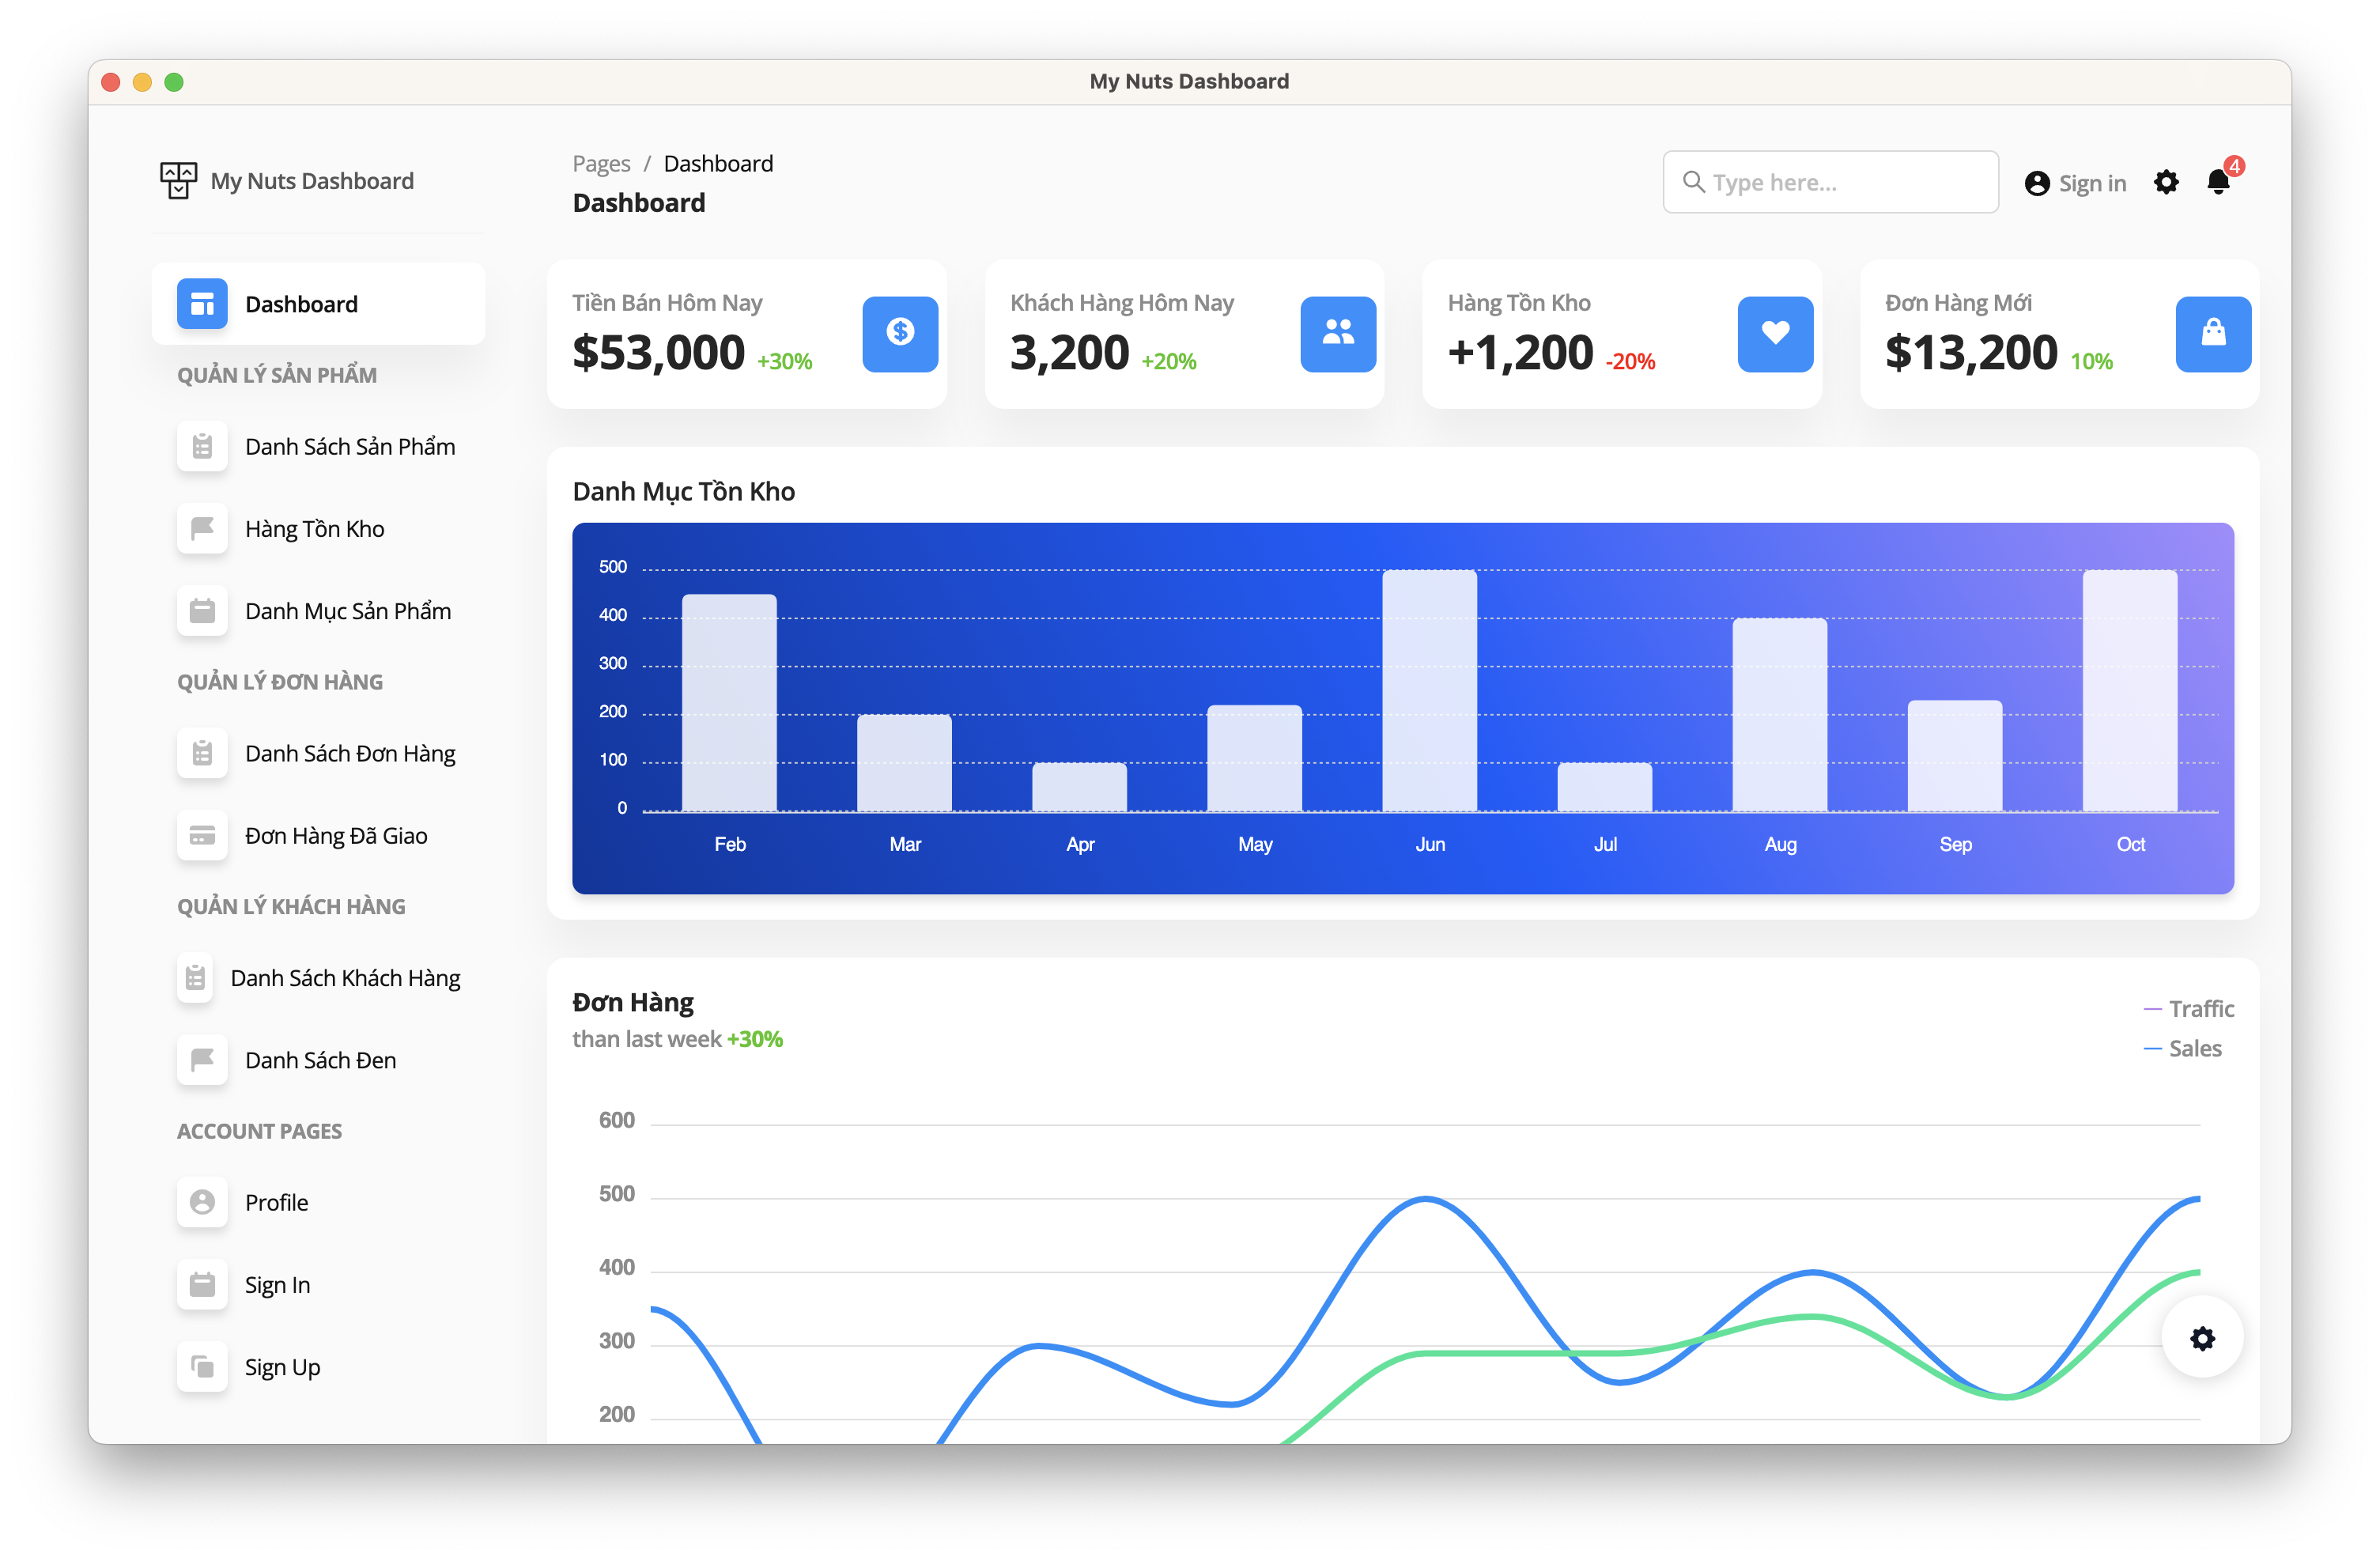 My Nuts Dashboard
My Nuts Dashboard
Dashboard
QUẢN LÝ SẢN PHẨM
Danh Sách Sản Phẩm
Hàng Tồn Kho
Danh Mục Sản Phẩm
QUẢN LÝ ĐƠN HÀNG
Danh Sách Đơn Hàng
Đơn Hàng Đã Giao
QUẢN LÝ KHÁCH HÀNG
Danh Sách Khách Hàng
Danh Sách Đen
ACCOUNT PAGES
Profile
Sign In
Sign Up
Pages / Dashboard
Dashboard
Type here...
Sign in
4
Tiền Bán Hôm Nay
$53,000 +30%
Khách Hàng Hôm Nay
3,200 +20%
Hàng Tồn Kho
+1,200 -20%
Đơn Hàng Mới
$13,200 10%
Danh Mục Tồn Kho
500
400
300
200
100
0
Feb Mar Apr May Jun Jul Aug Sep Oct
Đơn Hàng
than last week +30%
Traffic
Sales
600
500
400
300
200